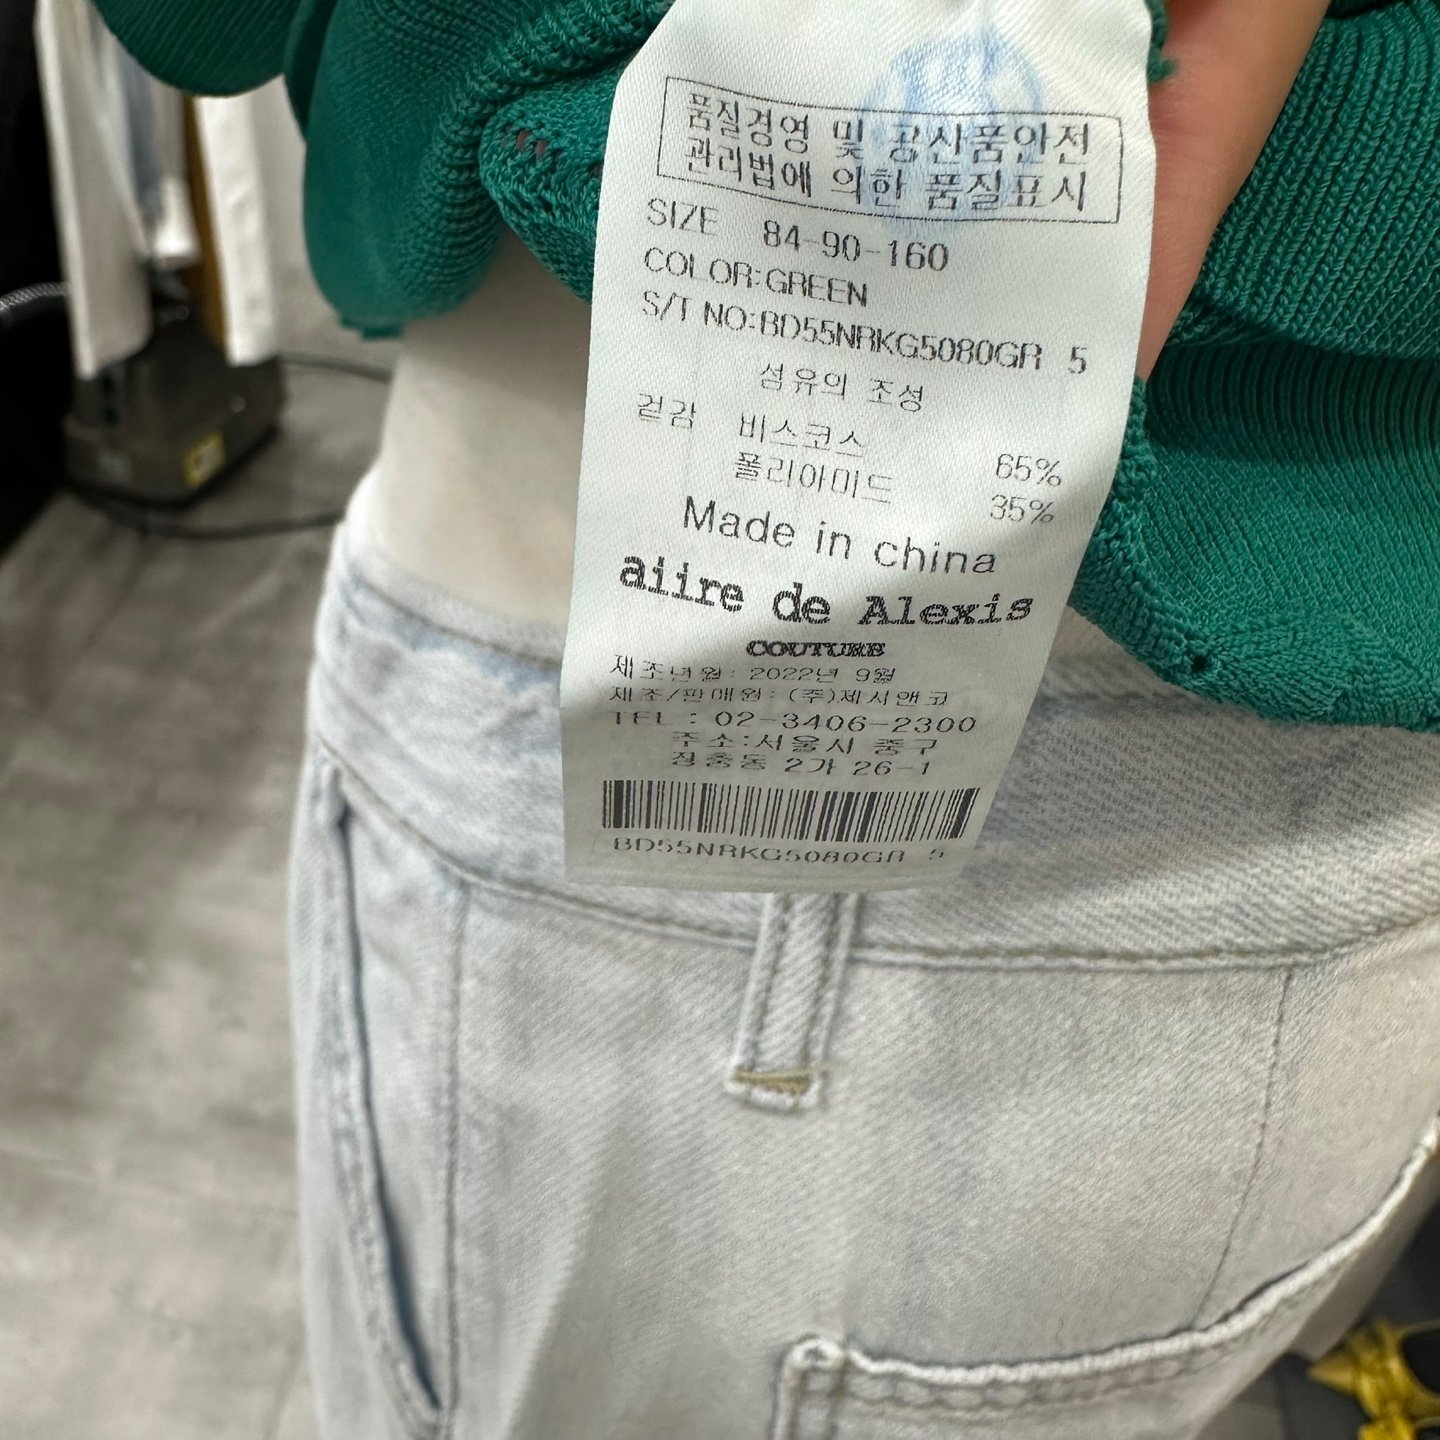 품질경영 및 공산품안전
관리법에 의한 품질표시
SIZE 84-90-160
COLOR:GREEN
S/T NO:BD55NRKG5080GR 5
섬유의 조성
겉감 비스코스 65%
폴리아미드 35%
Made in china
aiire de Alexis
COUTURE
제조년월: 2022년 9월
제조/판매원: (주)제시앤코
TEL : 02-3406-2300
주소:서울시 중구
장충동 2가 26-1
BD55NRKG5080GR 5